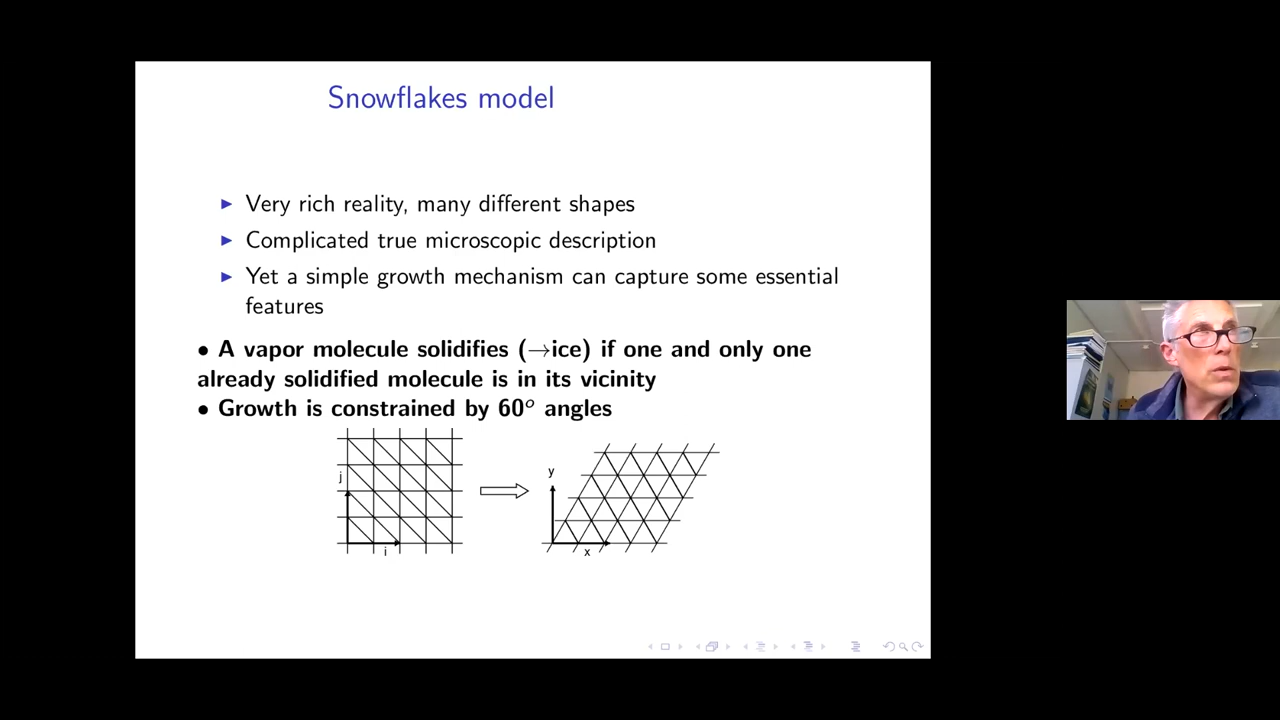 Snowflakes model
▶ Very rich reality, many different shapes
▶ Complicated true microscopic description
▶ Yet a simple growth mechanism can capture some essential
features
• A vapor molecule solidifies (→ice) if one and only one
already solidified molecule is in its vicinity
• Growth is constrained by 60° angles
j
i
y
x